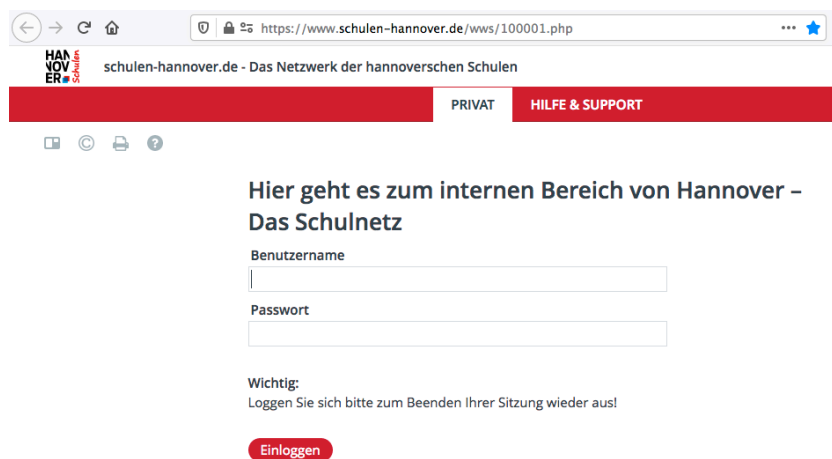 https://www.schulen-hannover.de/wws/100001.php
HAN
NOV
ER
Schulen
schulen-hannover.de - Das Netzwerk der hannoverschen Schulen
PRIVAT
HILFE & SUPPORT
Hier geht es zum internen Bereich von Hannover –
Das Schulnetz
Benutzername
Passwort
Wichtig:
Loggen Sie sich bitte zum Beenden Ihrer Sitzung wieder aus!
Einloggen